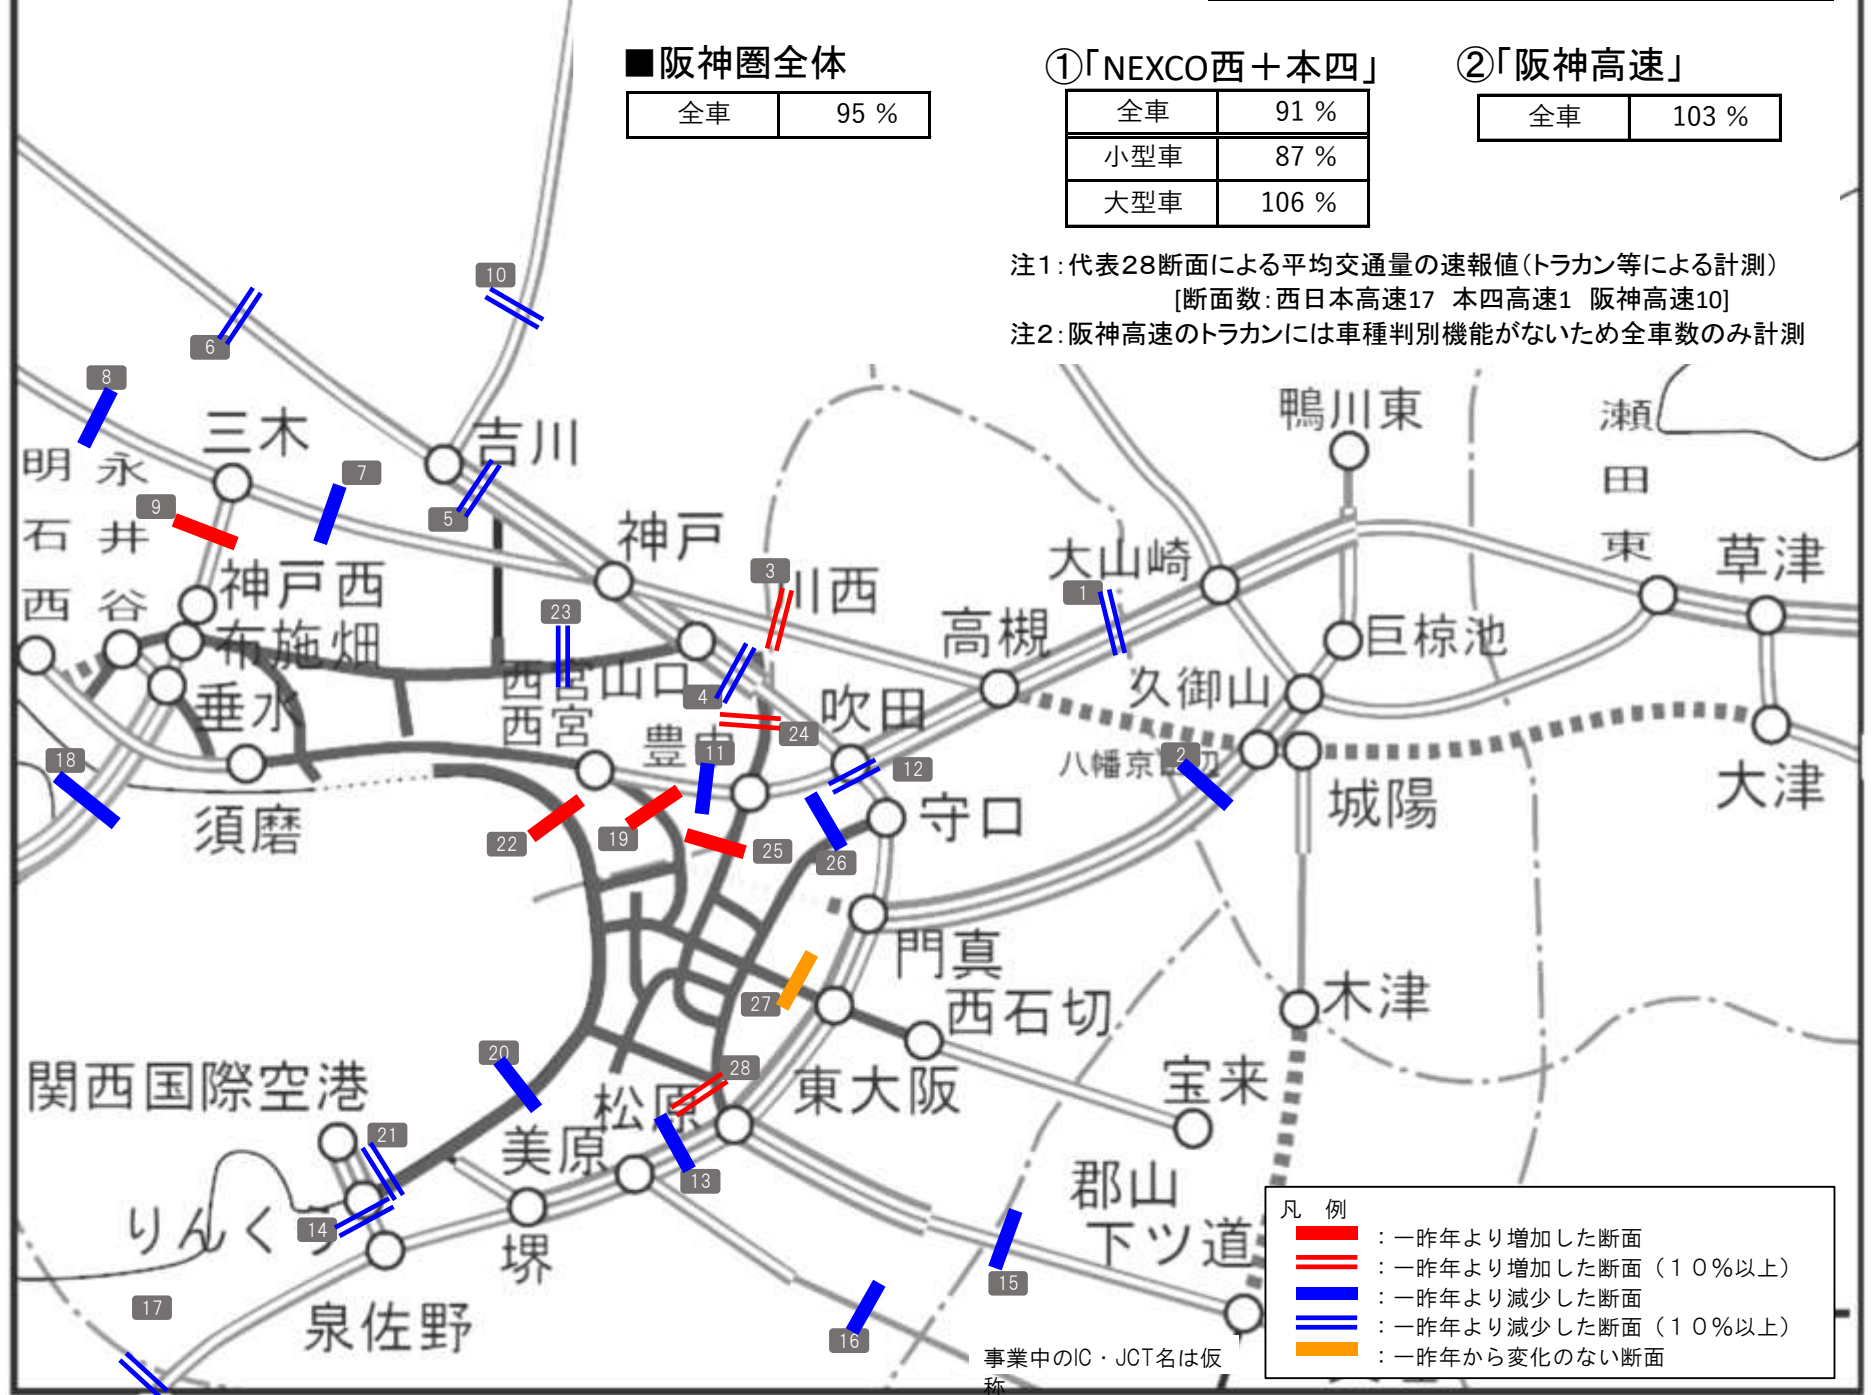 ■阪神圏全体
全車 95 %
①「NEXCO西＋本四」
全車 91 %
小型車 87 %
大型車 106 %
②「阪神高速」
全車 103 %
注1：代表28断面による平均交通量の速報値（トラカン等による計測）
[断面数：西日本高速17　本四高速1　阪神高速10]
注2：阪神高速のトラカンには車種判別機能がないため全車数のみ計測
10
6
8
三木
吉川
鴨川東
瀬田東
明石西
永井谷
7
9
5
神戸
大山崎
草津
神戸西
3
川西
1
23
高槻
巨椋池
布施畑
西宮山口
4
久御山
垂水
西宮
吹田
24
豊中
11
12
八幡京田辺
2
18
大津
須磨
22
19
25
26
守口
城陽
門真
27
西石切
木津
20
28
関西国際空港
松原
東大阪
宝来
21
美原
13
郡山下ツ道
14
りんくう
堺
15
17
泉佐野
16
事業中のIC・JCT名は仮
称
凡　例
：一昨年より増加した断面
：一昨年より増加した断面（１０％以上）
：一昨年より減少した断面
：一昨年より減少した断面（１０％以上）
：一昨年から変化のない断面